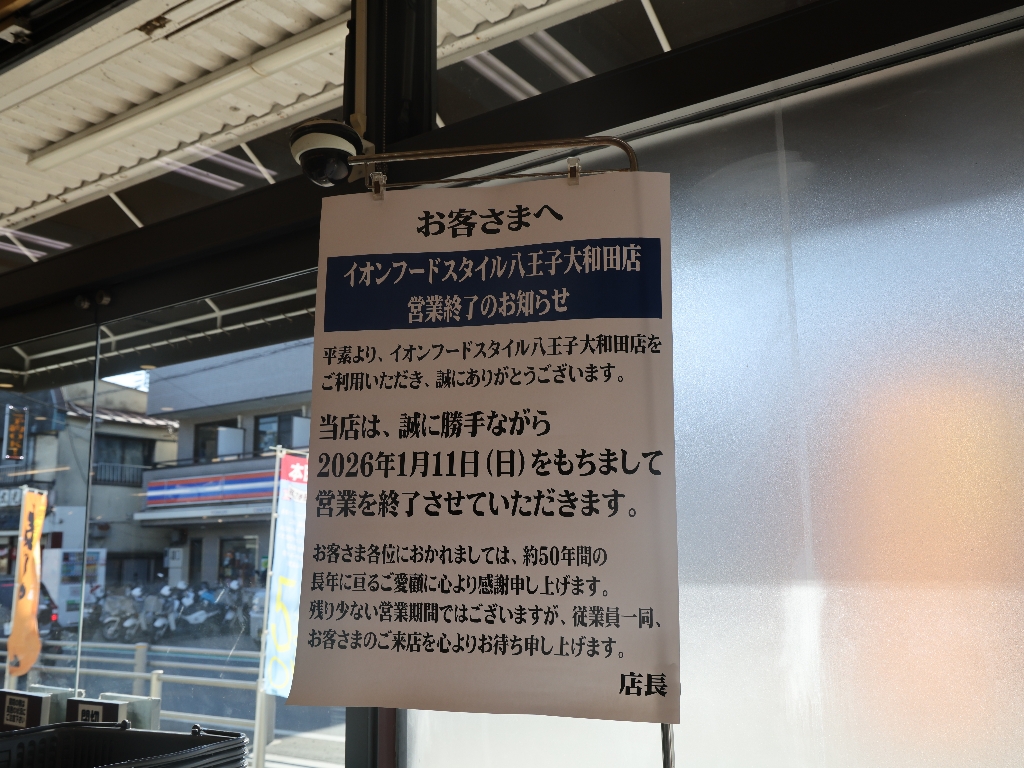 お客さまへ
イオンフードスタイル八王子大和田店
営業終了のお知らせ
平素より、イオンフードスタイル八王子大和田店を
ご利用いただき、誠にありがとうございます。
当店は、誠に勝手ながら
2026年1月11日(日)をもちまして
営業を終了させていただきます。
お客さま各位におかれましては、約50年間の
長年に亘るご愛顧に心より感謝申し上げます。
残り少ない営業期間ではございますが、従業員一同、
お客さまのご来店を心よりお待ち申し上げます。
店長